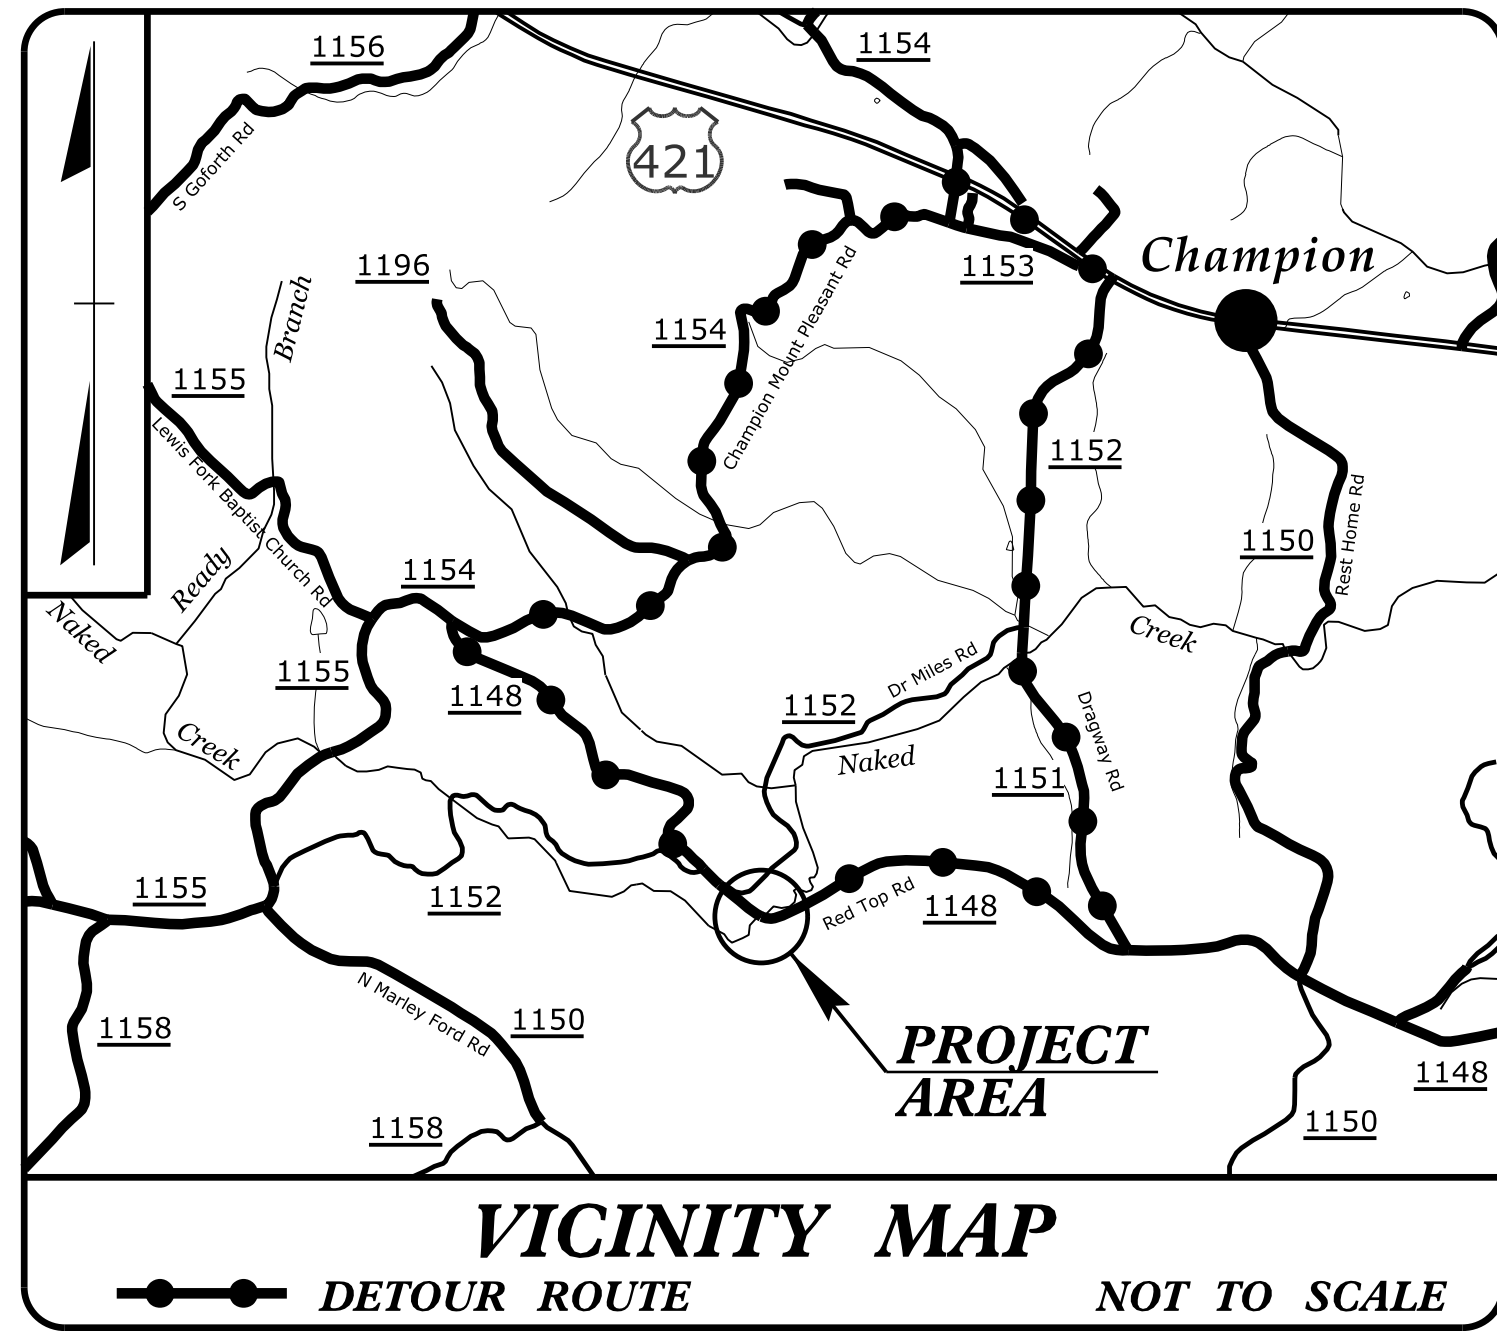 1156
1154
S Goforth Rd
421
Champion
1196
1153
Branch
1154
Champion Mount Pleasant Rd
1155
Lewis Fork Baptist Church Rd
1152
1150
Rest Home Rd
1154
Ready
Naked
Creek
1155
Dr Miles Rd
1148
1152
Dragway Rd
Creek
Naked
1151
1155
1152
Red Top Rd
1148
N Marley Ford Rd
1150
1158
PROJECT
AREA
1148
1158
1150
VICINITY MAP
DETOUR ROUTE
NOT TO SCALE